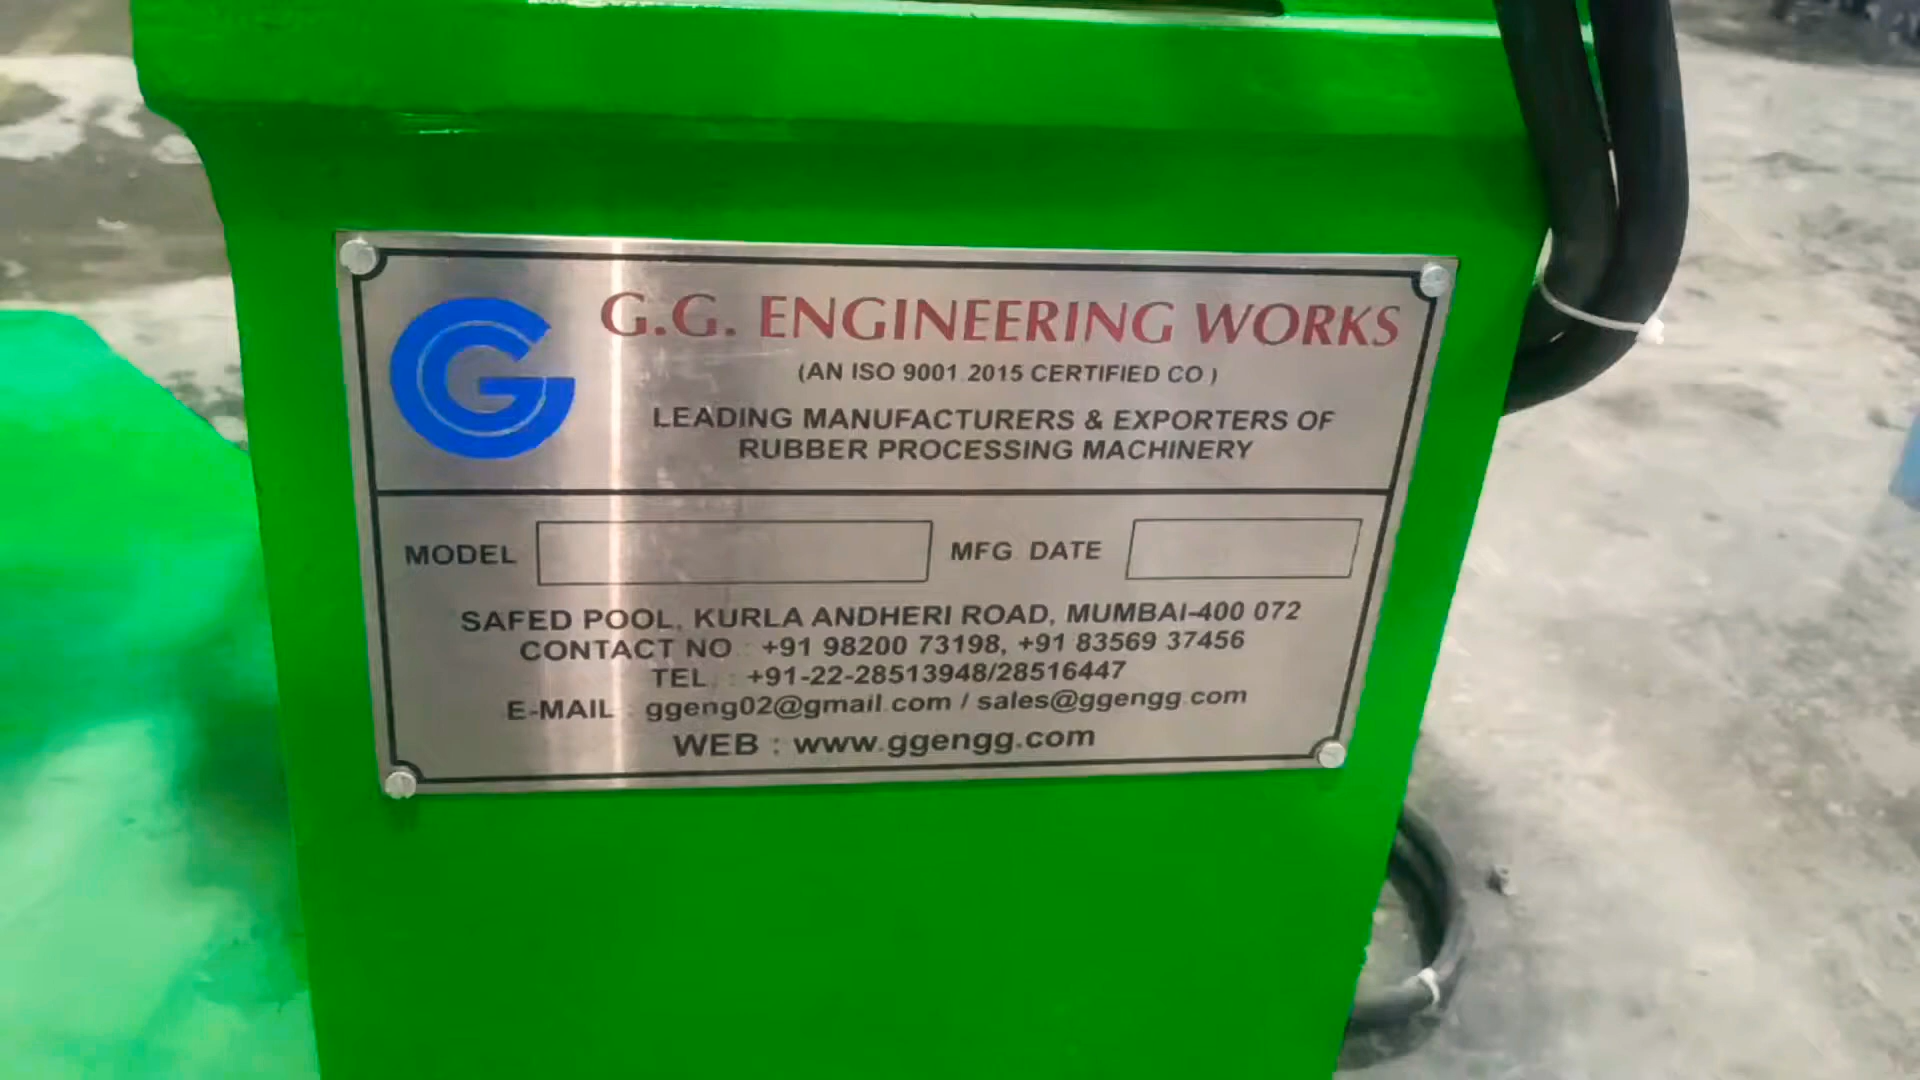 G.G. ENGINEERING WORKS
(AN ISO 9001 2015 CERTIFIED CO )
LEADING MANUFACTURERS & EXPORTERS OF
RUBBER PROCESSING MACHINERY
MODEL MFG DATE
SAFED POOL, KURLA ANDHERI ROAD, MUMBAI-400 072
CONTACT NO : +91 98200 73198, +91 83569 37456
TEL. : +91-22-28513948/28516447
E-MAIL : ggeng02@gmail.com / sales@ggengg.com
WEB : www.ggengg.com